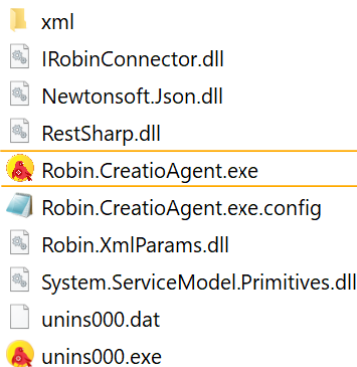 xml
IRobinConnector.dll
Newtonsoft.Json.dll
RestSharp.dll
Robin.CreatioAgent.exe
Robin.CreatioAgent.exe.config
Robin.XmlParams.dll
System.ServiceModel.Primitives.dll
unins000.dat
unins000.exe